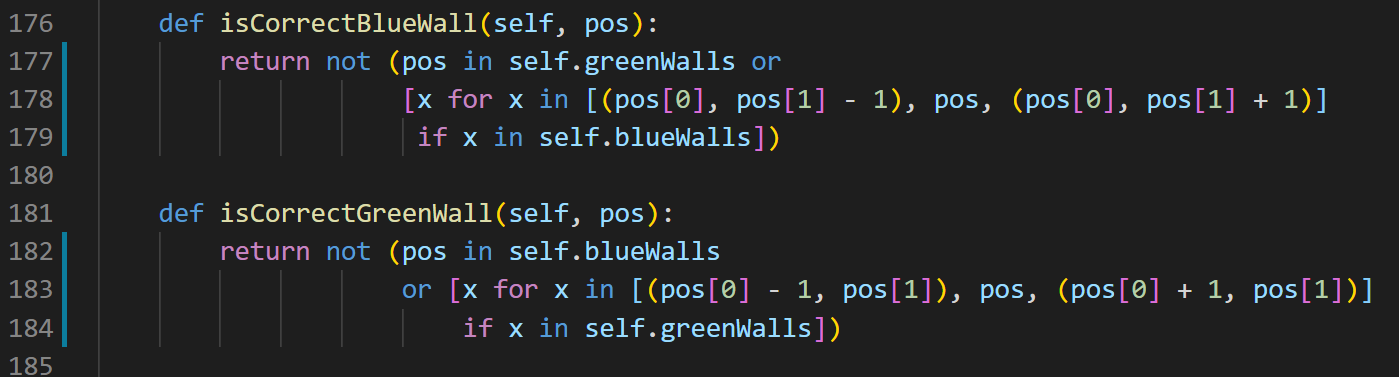 176 def isCorrectBlueWall(self, pos):
177 return not (pos in self.greenWalls or
178 [x for x in [(pos[0], pos[1] - 1), pos, (pos[0], pos[1] + 1)]
179 if x in self.blueWalls])
180
181 def isCorrectGreenWall(self, pos):
182 return not (pos in self.blueWalls
183 or [x for x in [(pos[0] - 1, pos[1]), pos, (pos[0] + 1, pos[1])]
184 if x in self.greenWalls])
185